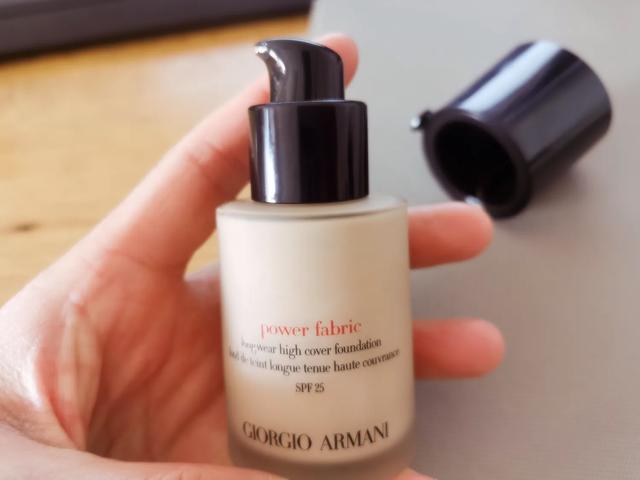 power fabric
longwear high cover foundation
fond de teint longue tenue haute couvrance
SPF 25
GIORGIO ARMANI